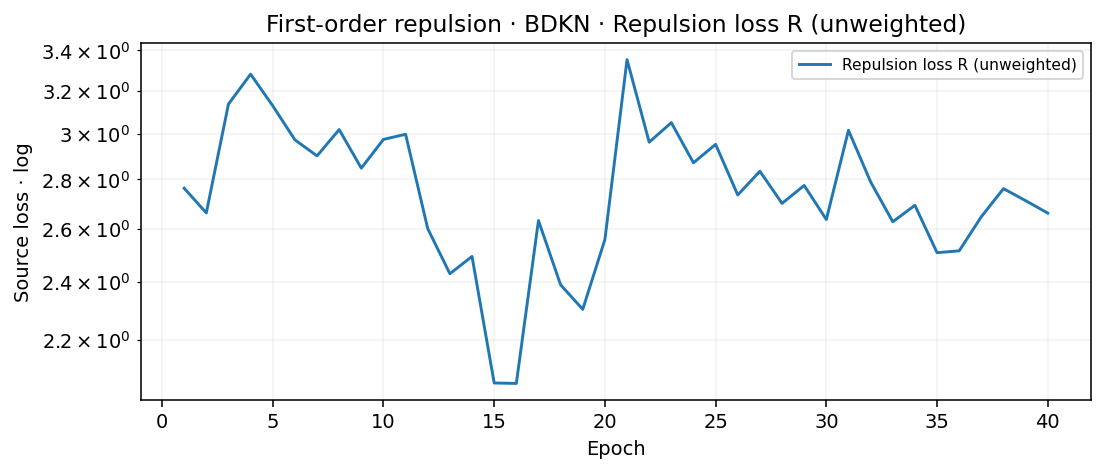 First-order repulsion · BDKN · Repulsion loss R (unweighted)
Source loss · log
3.4 × 10⁰
3.2 × 10⁰
3 × 10⁰
2.8 × 10⁰
2.6 × 10⁰
2.4 × 10⁰
2.2 × 10⁰
Repulsion loss R (unweighted)
0 5 10 15 20 25 30 35 40
Epoch